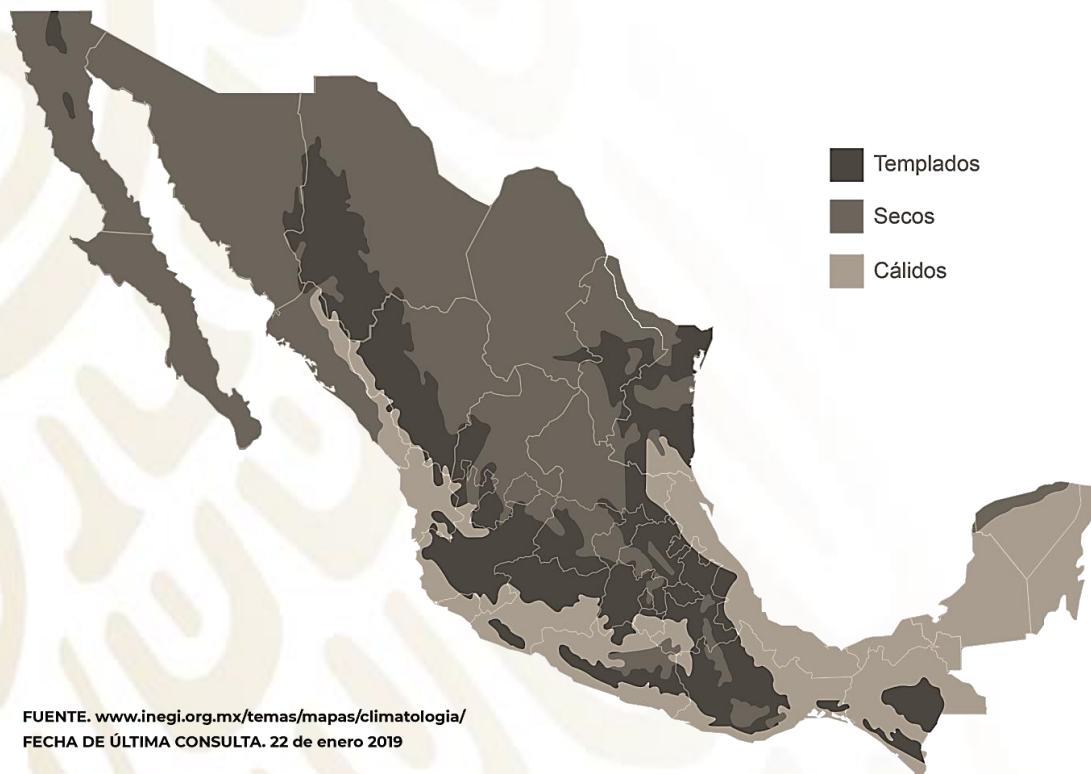 Templados
Secos
Cálidos
FUENTE. www.inegi.org.mx/temas/mapas/climatologia/
FECHA DE ÚLTIMA CONSULTA. 22 de enero 2019